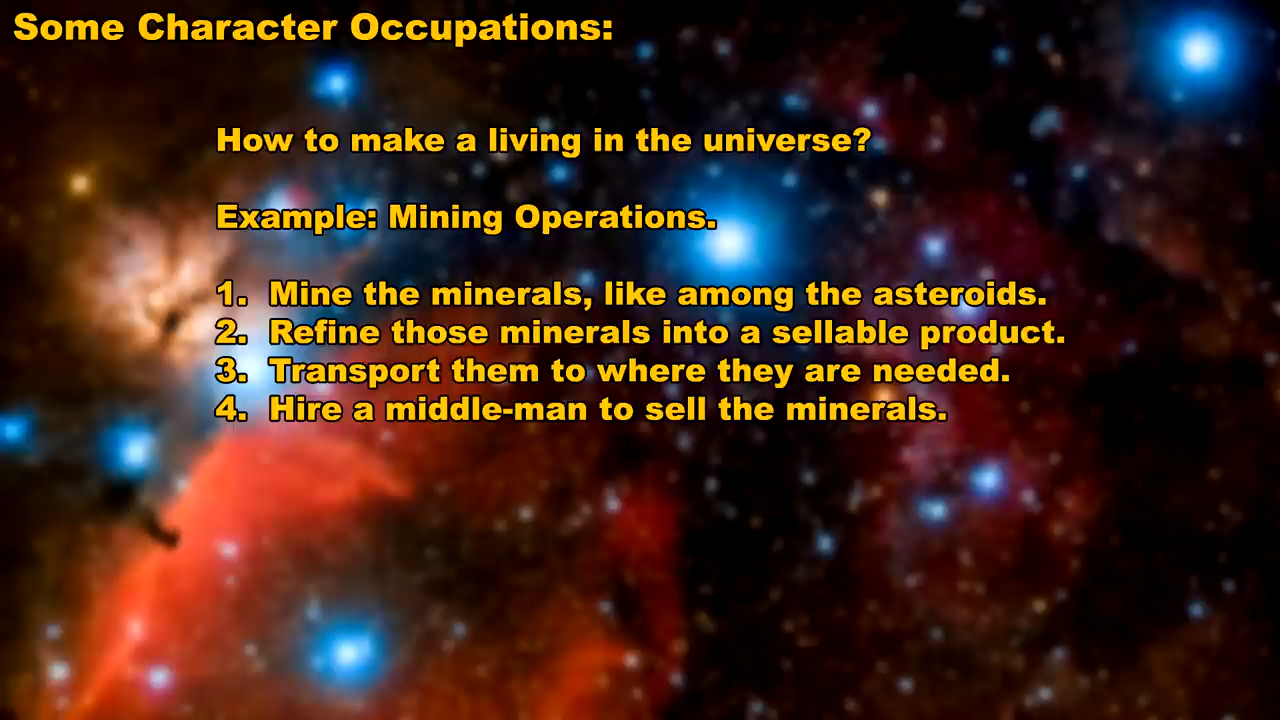 Some Character Occupations:
How to make a living in the universe?
Example: Mining Operations.
1. Mine the minerals, like among the asteroids.
2. Refine those minerals into a sellable product.
3. Transport them to where they are needed.
4. Hire a middle-man to sell the minerals.